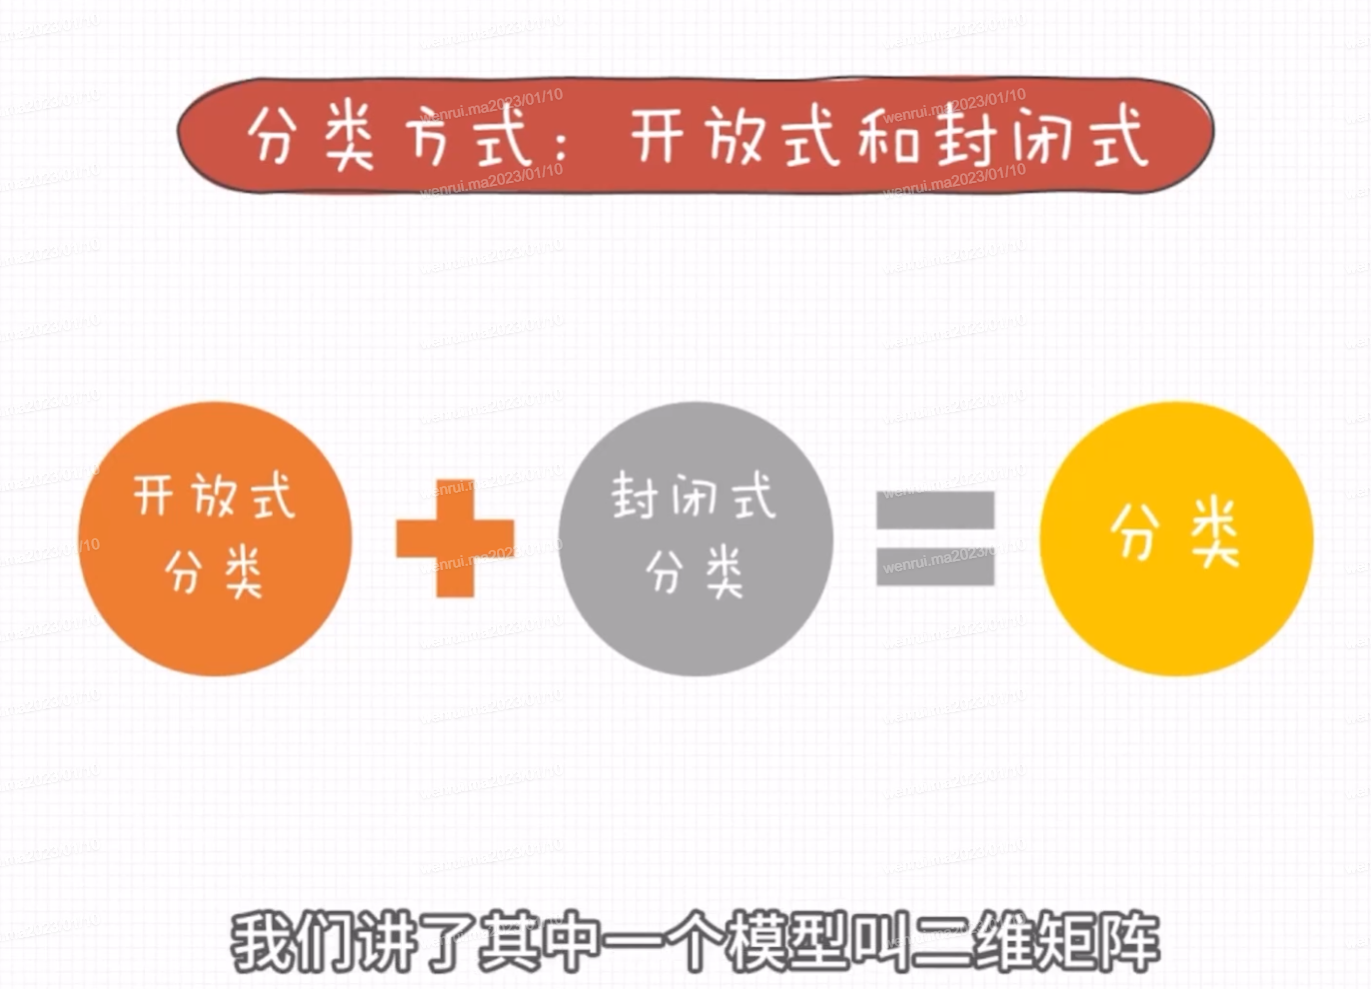 分类方式：开放式和封闭式
开放式
分类
封闭式
分类
分类
我们讲了其中一个模型叫二维矩阵
wenrui.ma2023/01/10